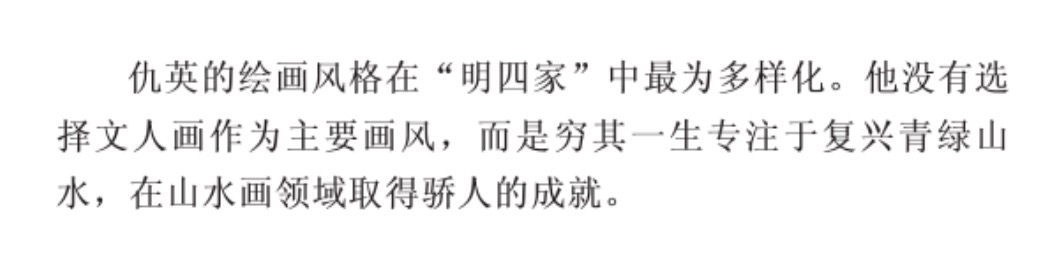 仇英的绘画风格在“明四家”中最为多样化。他没有选
择文人画作为主要画风，而是穷其一生专注于复兴青绿山
水，在山水画领域取得骄人的成就。